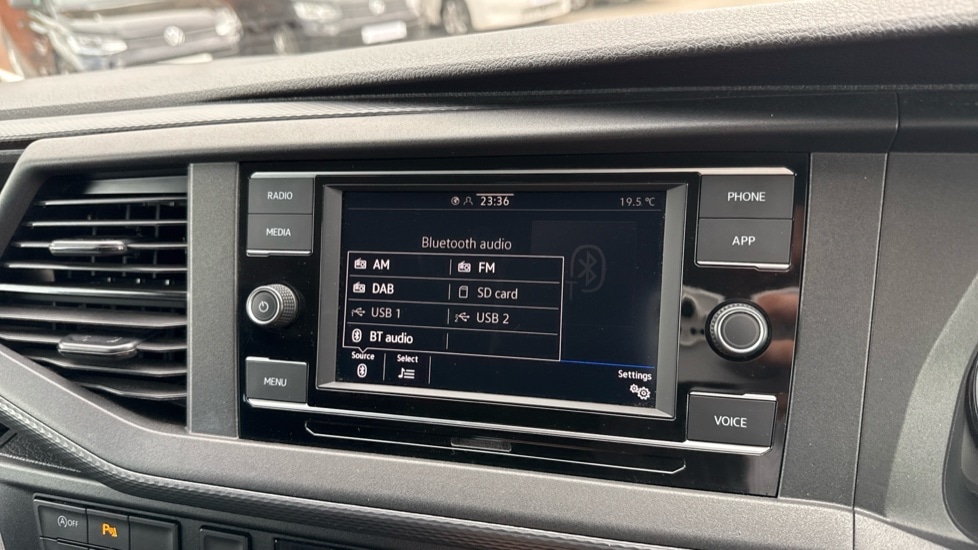 RADIO
MEDIA
MENU
23:36
19.5 °C
Bluetooth audio
AM
FM
DAB
SD card
USB 1
USB 2
BT audio
Source
Select
Settings
PHONE
APP
VOICE
A OFF
P